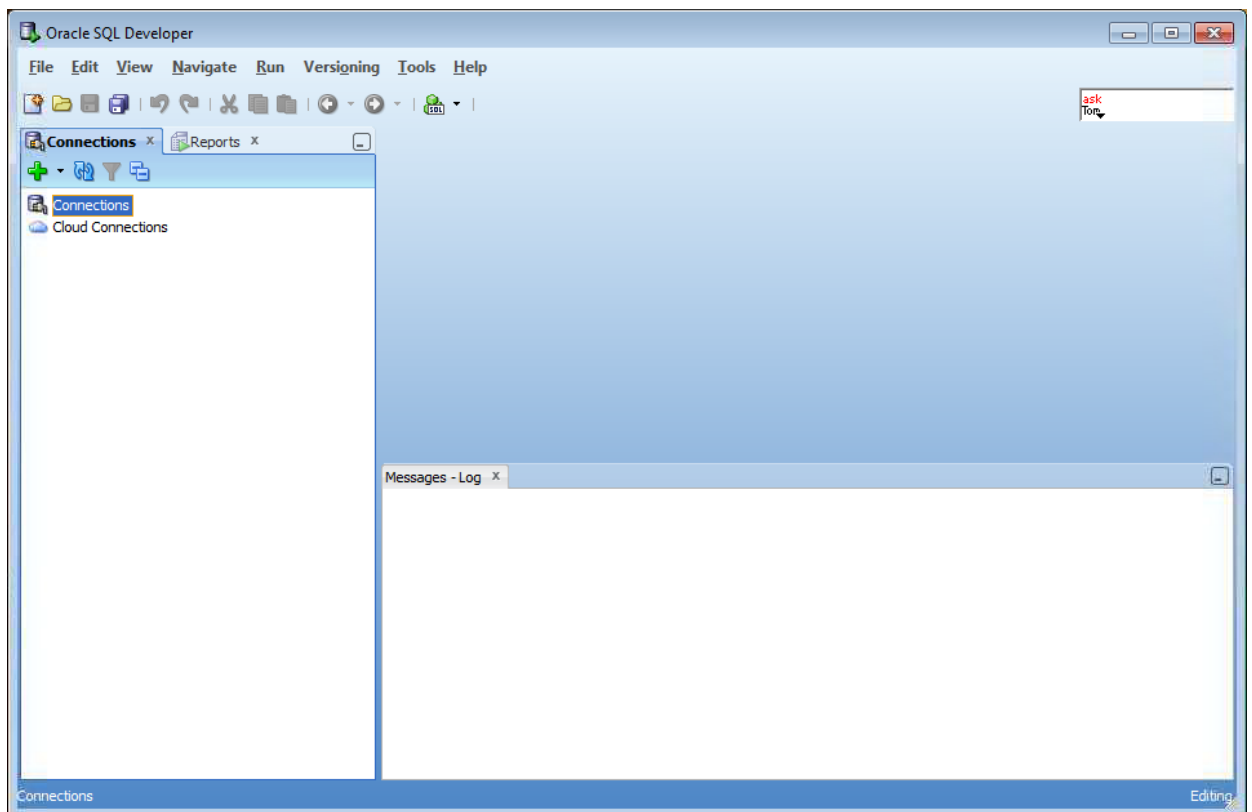 Oracle SQL Developer
File Edit View Navigate Run Versioning Tools Help
SQL
ask
Tom
Connections x Reports x
Connections
Cloud Connections
Messages - Log x
Connections
Editing